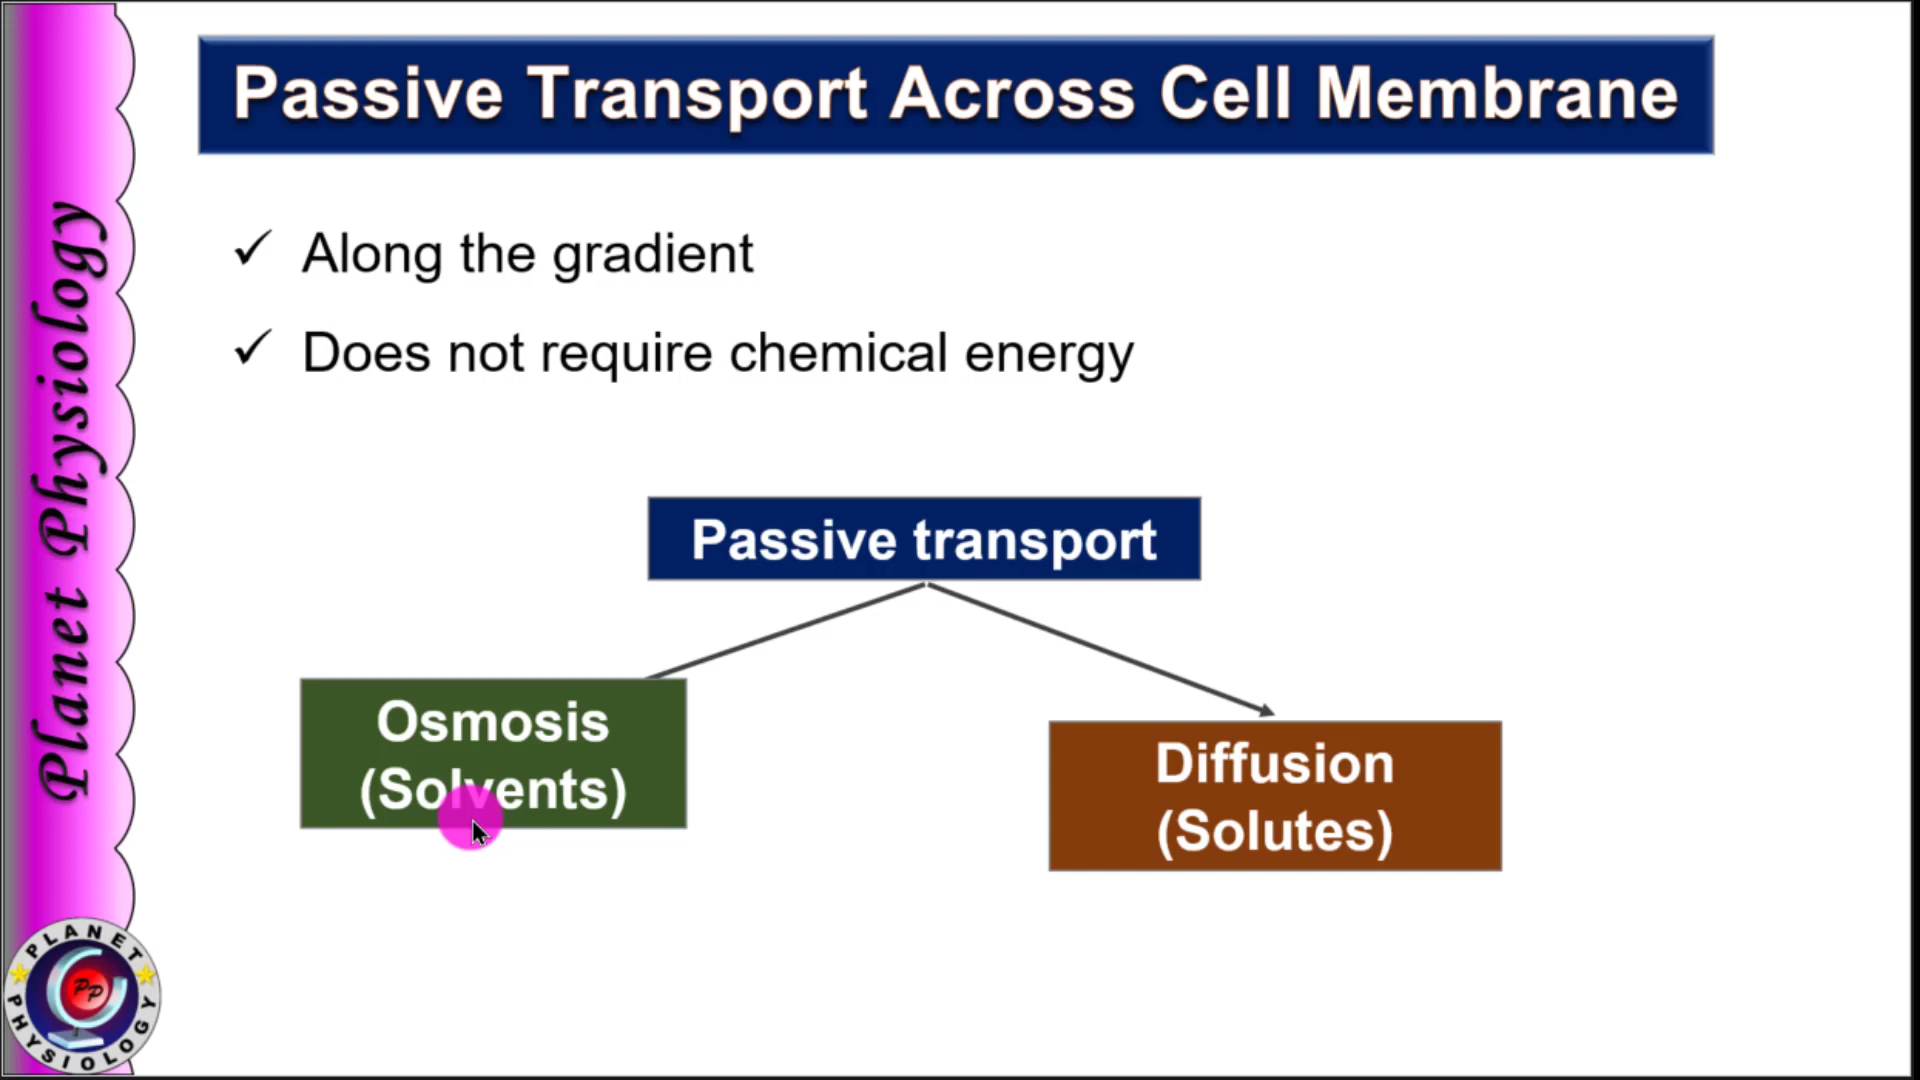 Passive Transport Across Cell Membrane
✓ Along the gradient
✓ Does not require chemical energy
Passive transport
Osmosis
(Solvents)
Diffusion
(Solutes)
Planet Physiology
PLANET
PP
PHYSIOLOGY